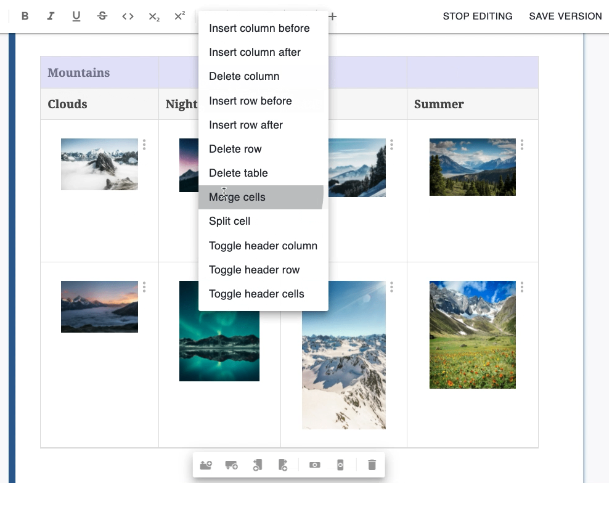 B I U S <> X₂ X² +
STOP EDITING SAVE VERSION
Insert column before
Insert column after
Delete column
Insert row before
Insert row after
Delete row
Delete table
Merge cells
Split cell
Toggle header column
Toggle header row
Toggle header cells
Mountains
Clouds Night Summer